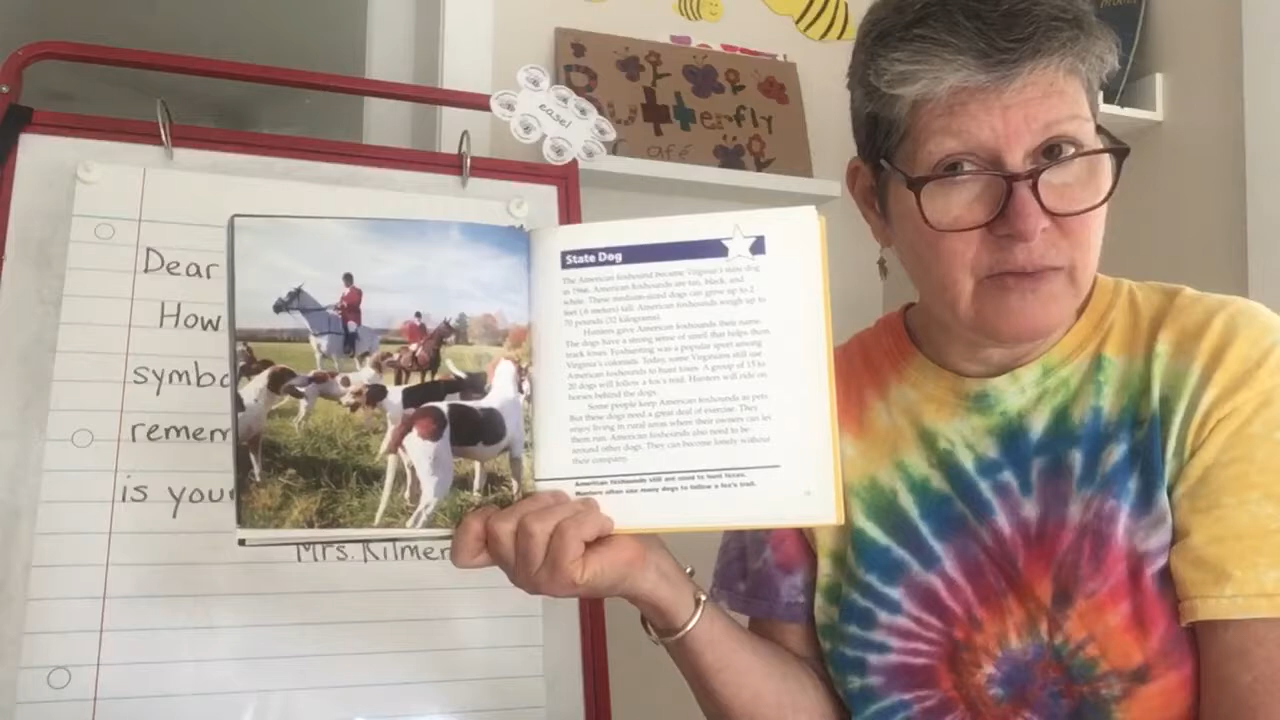 Butterfly
Café
easel
Dear
How
symbo
remem
is your
Mrs. Kilmer
State Dog
The American foxhound became Virginia's state dog
in 1966. American foxhounds are tan, black, and
white. These medium-sized dogs can grow up to 2
feet (.6 meters) tall. American foxhounds weigh up to
70 pounds (32 kilograms).
Hunters gave American foxhounds their name.
The dogs have a strong sense of smell that helps them
track foxes. Foxhunting was a popular sport among
Virginia's colonists. Today, some Virginians still use
American foxhounds to hunt foxes. A group of 15 to
20 dogs will follow a fox's trail. Hunters will ride on
horses behind the dogs.
Some people keep American foxhounds as pets.
But these dogs need a great deal of exercise. They
enjoy living in rural areas where their owners can let
them run. American foxhounds also need to be
around other dogs. They can become lonely without
their company.
American foxhounds still are used to hunt foxes.
Hunters often use many dogs to follow a fox's trail.